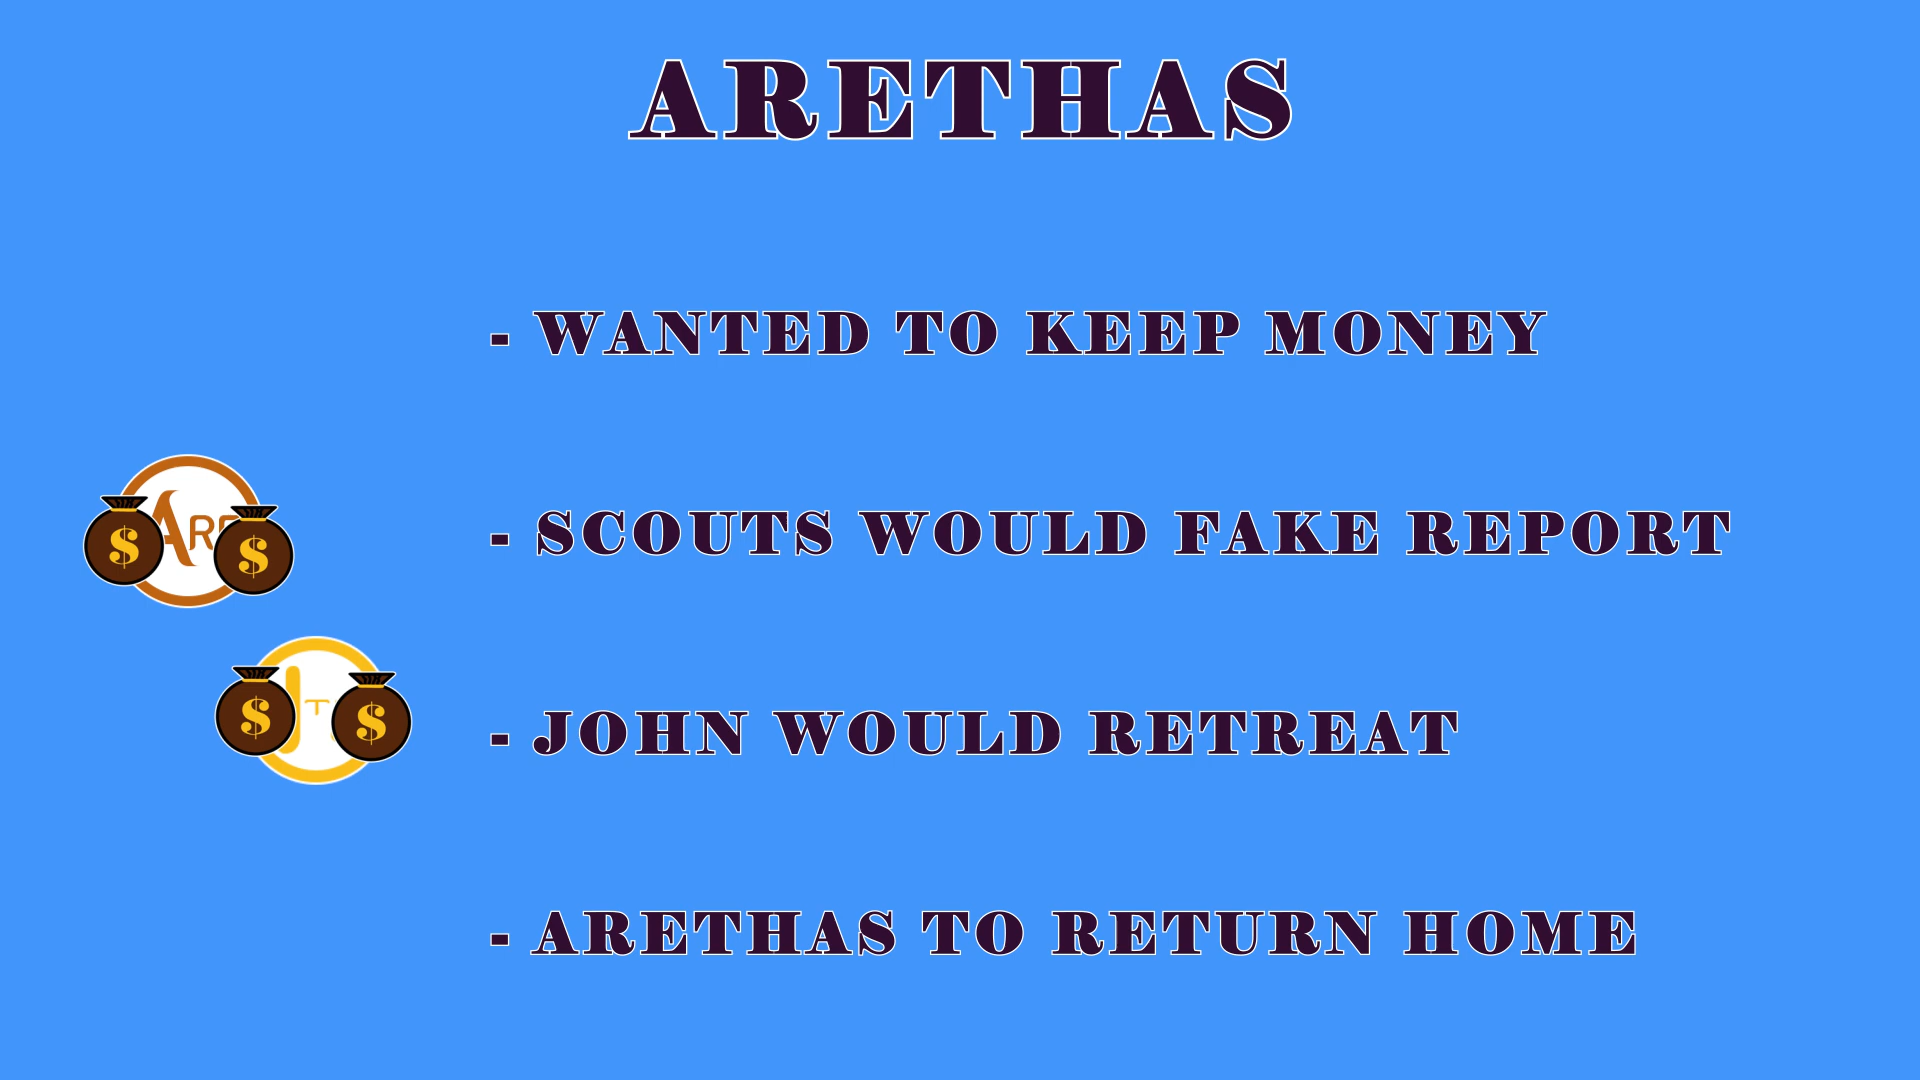 ARETHAS
- WANTED TO KEEP MONEY
- SCOUTS WOULD FAKE REPORT
$ $
- JOHN WOULD RETREAT
$ $
- ARETHAS TO RETURN HOME